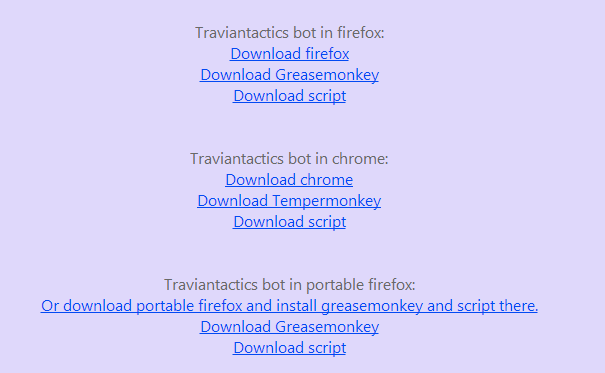 Traviantactics bot in firefox:
Download firefox
Download Greasemonkey
Download script
Traviantactics bot in chrome:
Download chrome
Download Tempermonkey
Download script
Traviantactics bot in portable firefox:
Or download portable firefox and install greasemonkey and script there.
Download Greasemonkey
Download script